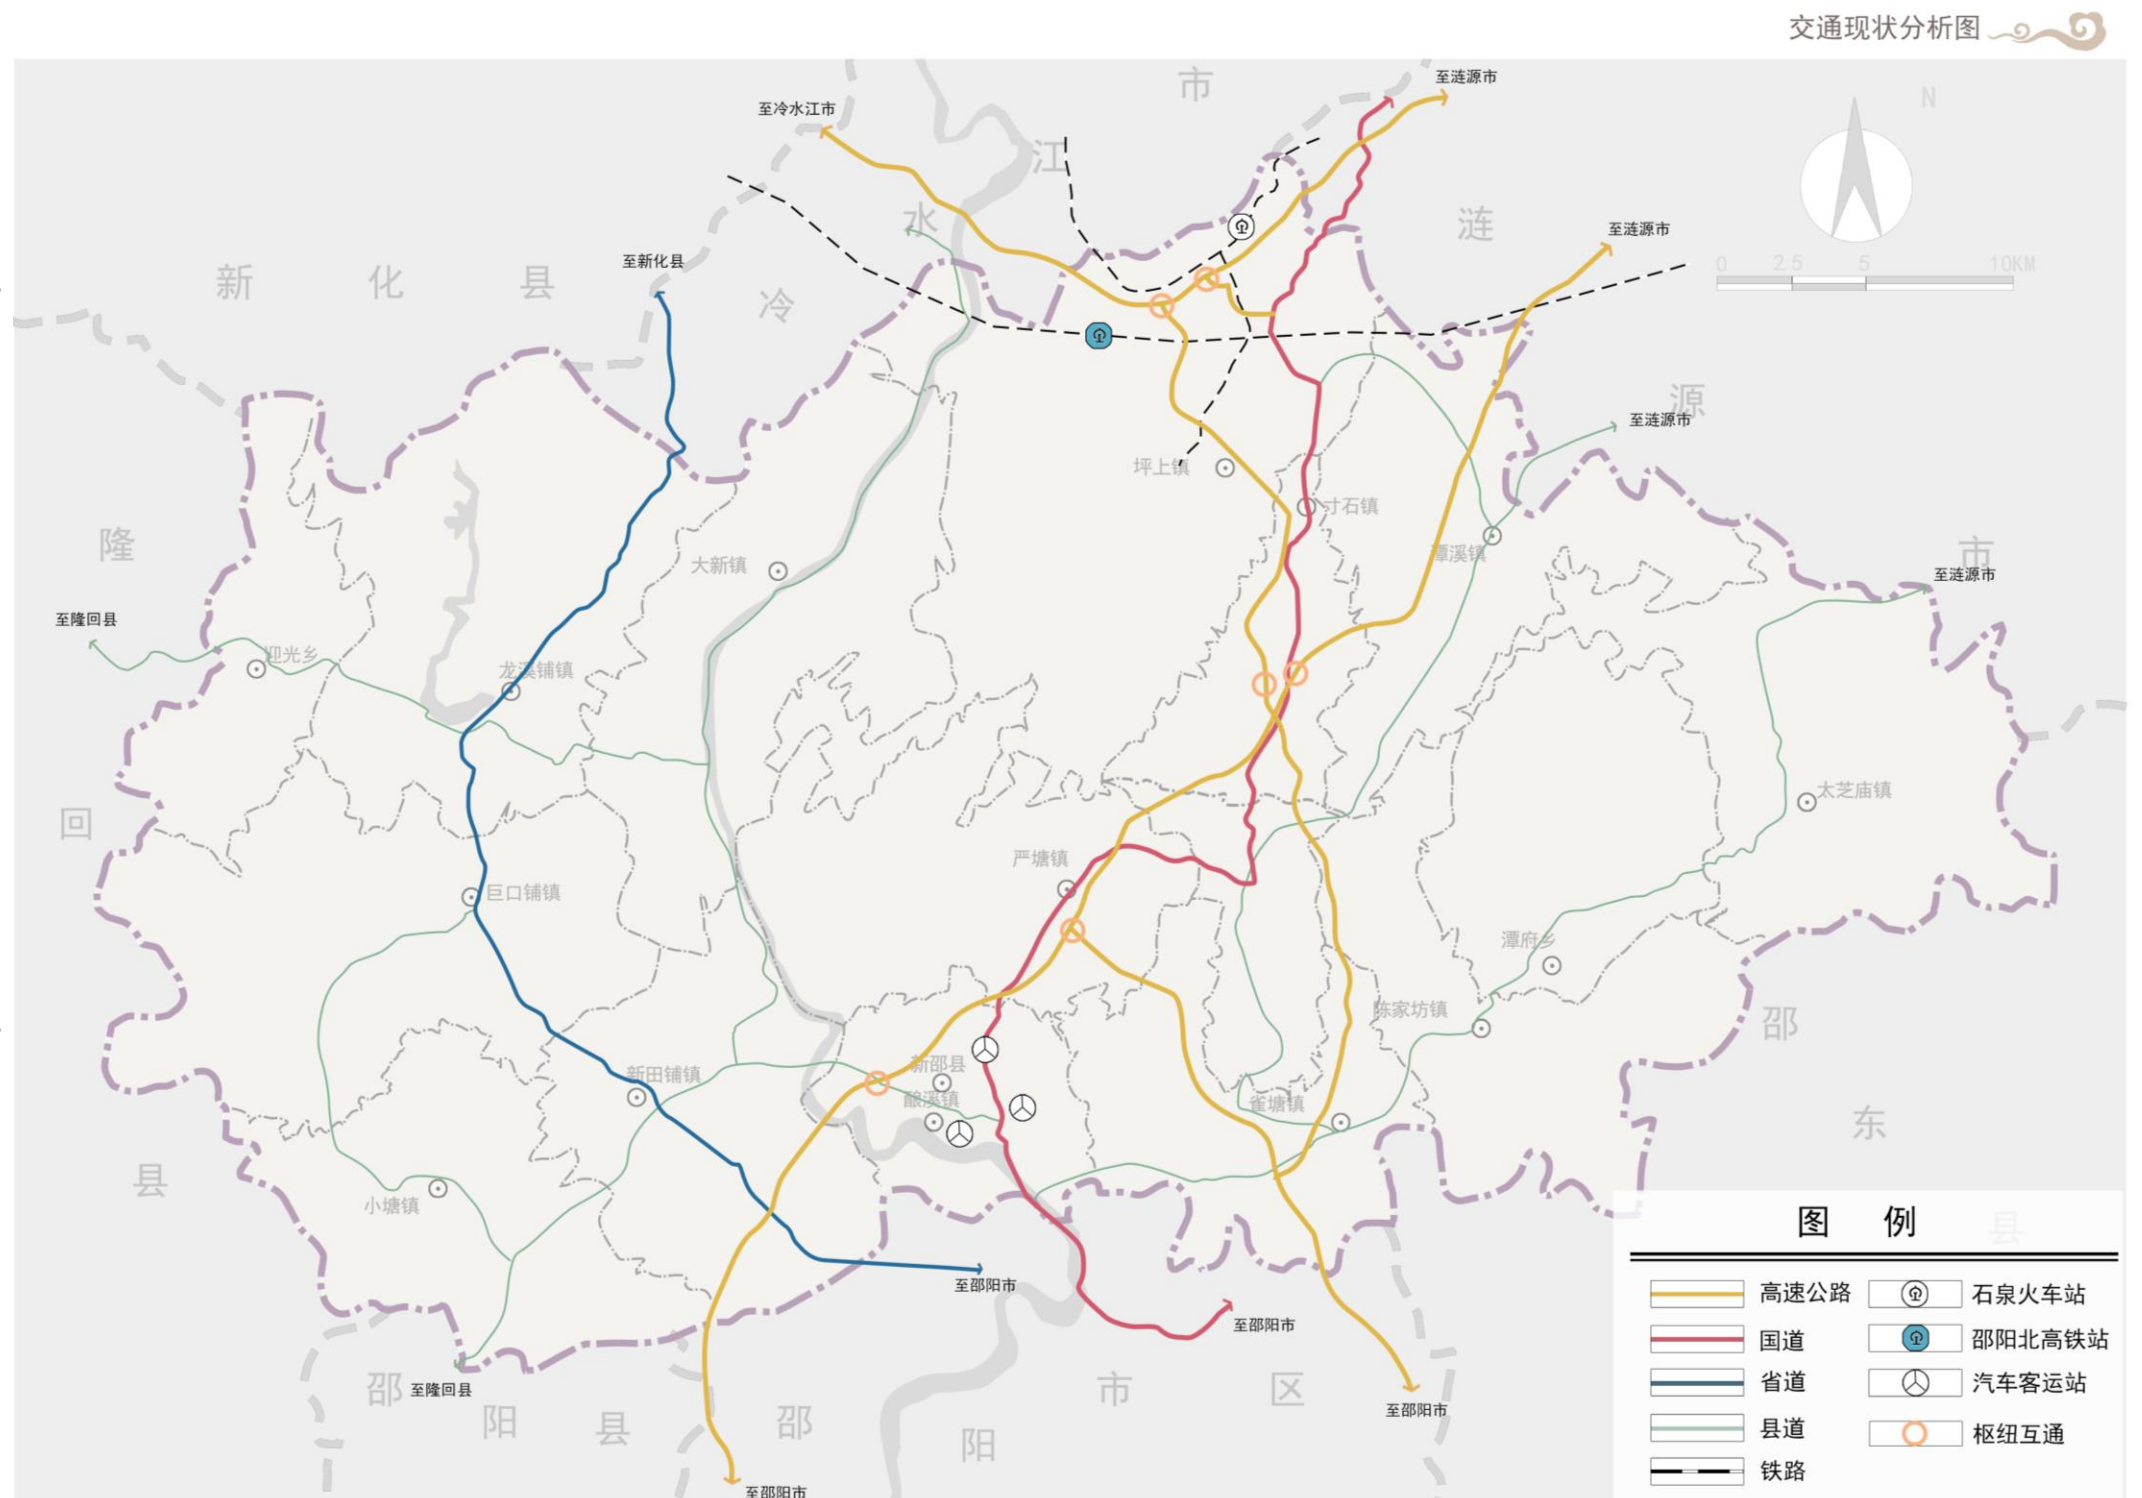 交通现状分析图
至涟源市
市
N
至冷水江市
江
水
涟
至涟源市
至新化县
新 化 县
冷
0 2.5 5 10KM
源
至涟源市
坪上镇
寸石镇
隆
大新镇
潭溪镇
市
至涟源市
至隆回县
迎光乡
龙溪铺镇
太芝庙镇
回
严塘镇
巨口铺镇
潭府乡
陈家坊镇
邵
新邵县
新田铺镇
酿溪镇
雀塘镇
东
县
小塘镇
县
至邵阳市
至邵阳市
邵
至隆回县
阳
县
邵
阳
市
区
至邵阳市
至邵阳市
图 例
高速公路
石泉火车站
国道
邵阳北高铁站
省道
汽车客运站
县道
枢纽互通
铁路